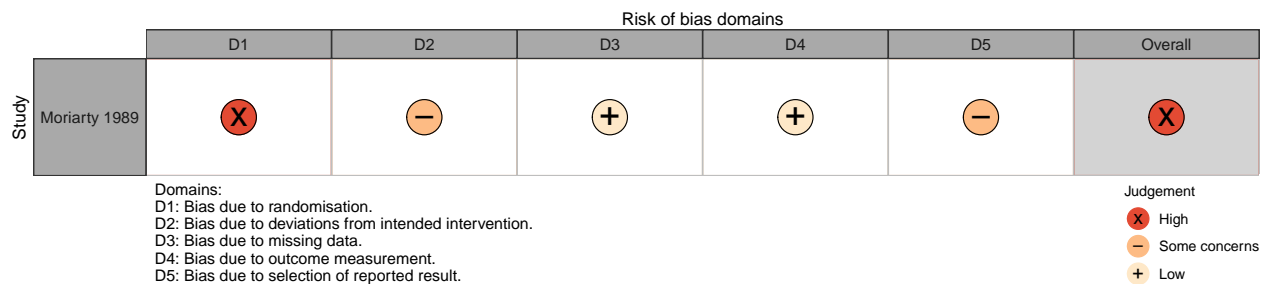 Risk of bias domains
D1 D2 D3 D4 D5 Overall
Study
Moriarty 1989 X − + + − X
Domains:
D1: Bias due to randomisation.
D2: Bias due to deviations from intended intervention.
D3: Bias due to missing data.
D4: Bias due to outcome measurement.
D5: Bias due to selection of reported result.
Judgement
X High
− Some concerns
+ Low